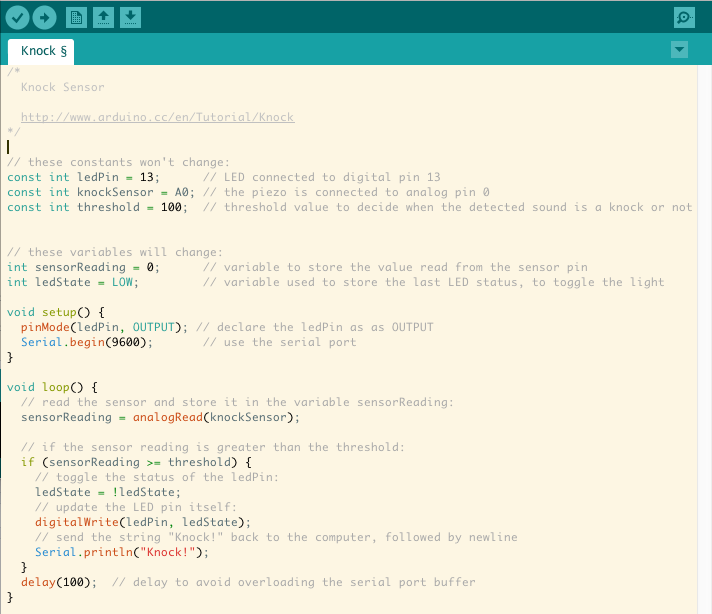 Knock §
/*
  Knock Sensor

  http://www.arduino.cc/en/Tutorial/Knock
*/

// these constants won't change:
const int ledPin = 13;      // LED connected to digital pin 13
const int knockSensor = A0; // the piezo is connected to analog pin 0
const int threshold = 100;  // threshold value to decide when the detected sound is a knock or not


// these variables will change:
int sensorReading = 0;      // variable to store the value read from the sensor pin
int ledState = LOW;         // variable used to store the last LED status, to toggle the light

void setup() {
  pinMode(ledPin, OUTPUT); // declare the ledPin as as OUTPUT
  Serial.begin(9600);       // use the serial port
}

void loop() {
  // read the sensor and store it in the variable sensorReading:
  sensorReading = analogRead(knockSensor);

  // if the sensor reading is greater than the threshold:
  if (sensorReading >= threshold) {
    // toggle the status of the ledPin:
    ledState = !ledState;
    // update the LED pin itself:
    digitalWrite(ledPin, ledState);
    // send the string "Knock!" back to the computer, followed by newline
    Serial.println("Knock!");
  }
  delay(100);  // delay to avoid overloading the serial port buffer
}